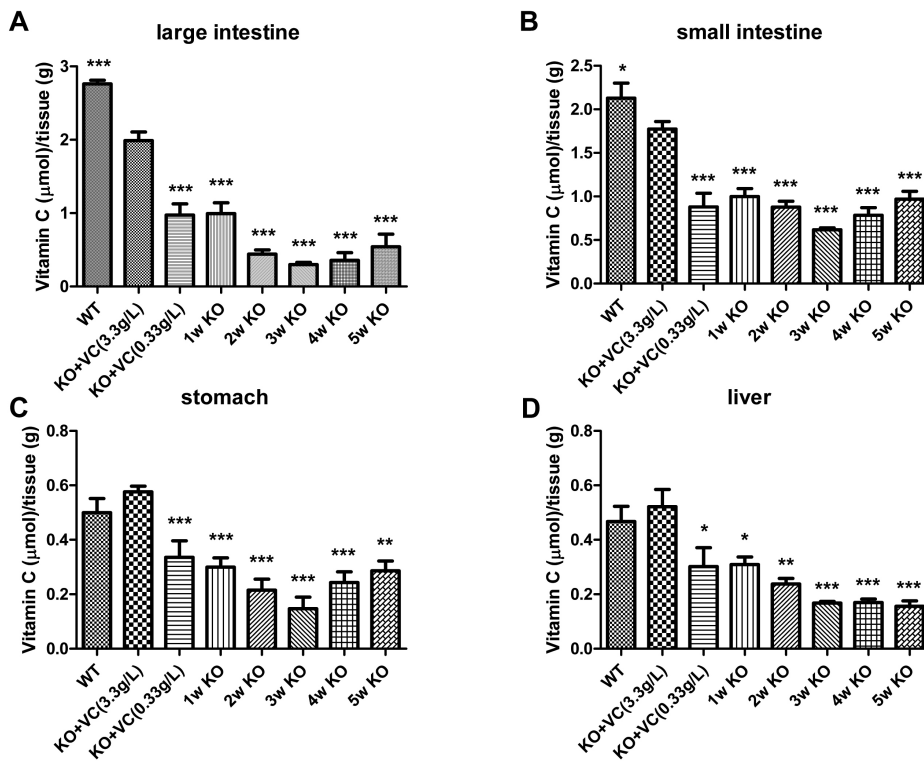 A
large intestine
Vitamin C (μmol)/tissue (g)
3
2
1
0
***
***
***
***
***
***
***
WT
KO+VC(3.3g/L)
KO+VC(0.33g/L)
1w KO
2w KO
3w KO
4w KO
5w KO
B
small intestine
Vitamin C (μmol)/tissue (g)
2.5
2.0
1.5
1.0
0.5
0.0
*
***
***
***
***
***
***
WT
KO+VC(3.3g/L)
KO+VC(0.33g/L)
1w KO
2w KO
3w KO
4w KO
5w KO
C
stomach
Vitamin C (μmol)/tissue (g)
0.8
0.6
0.4
0.2
0.0
***
***
***
***
***
**
WT
KO+VC(3.3g/L)
KO+VC(0.33g/L)
1w KO
2w KO
3w KO
4w KO
5w KO
D
liver
Vitamin C (μmol)/tissue (g)
0.8
0.6
0.4
0.2
0.0
*
*
**
***
***
***
WT
KO+VC(3.3g/L)
KO+VC(0.33g/L)
1w KO
2w KO
3w KO
4w KO
5w KO